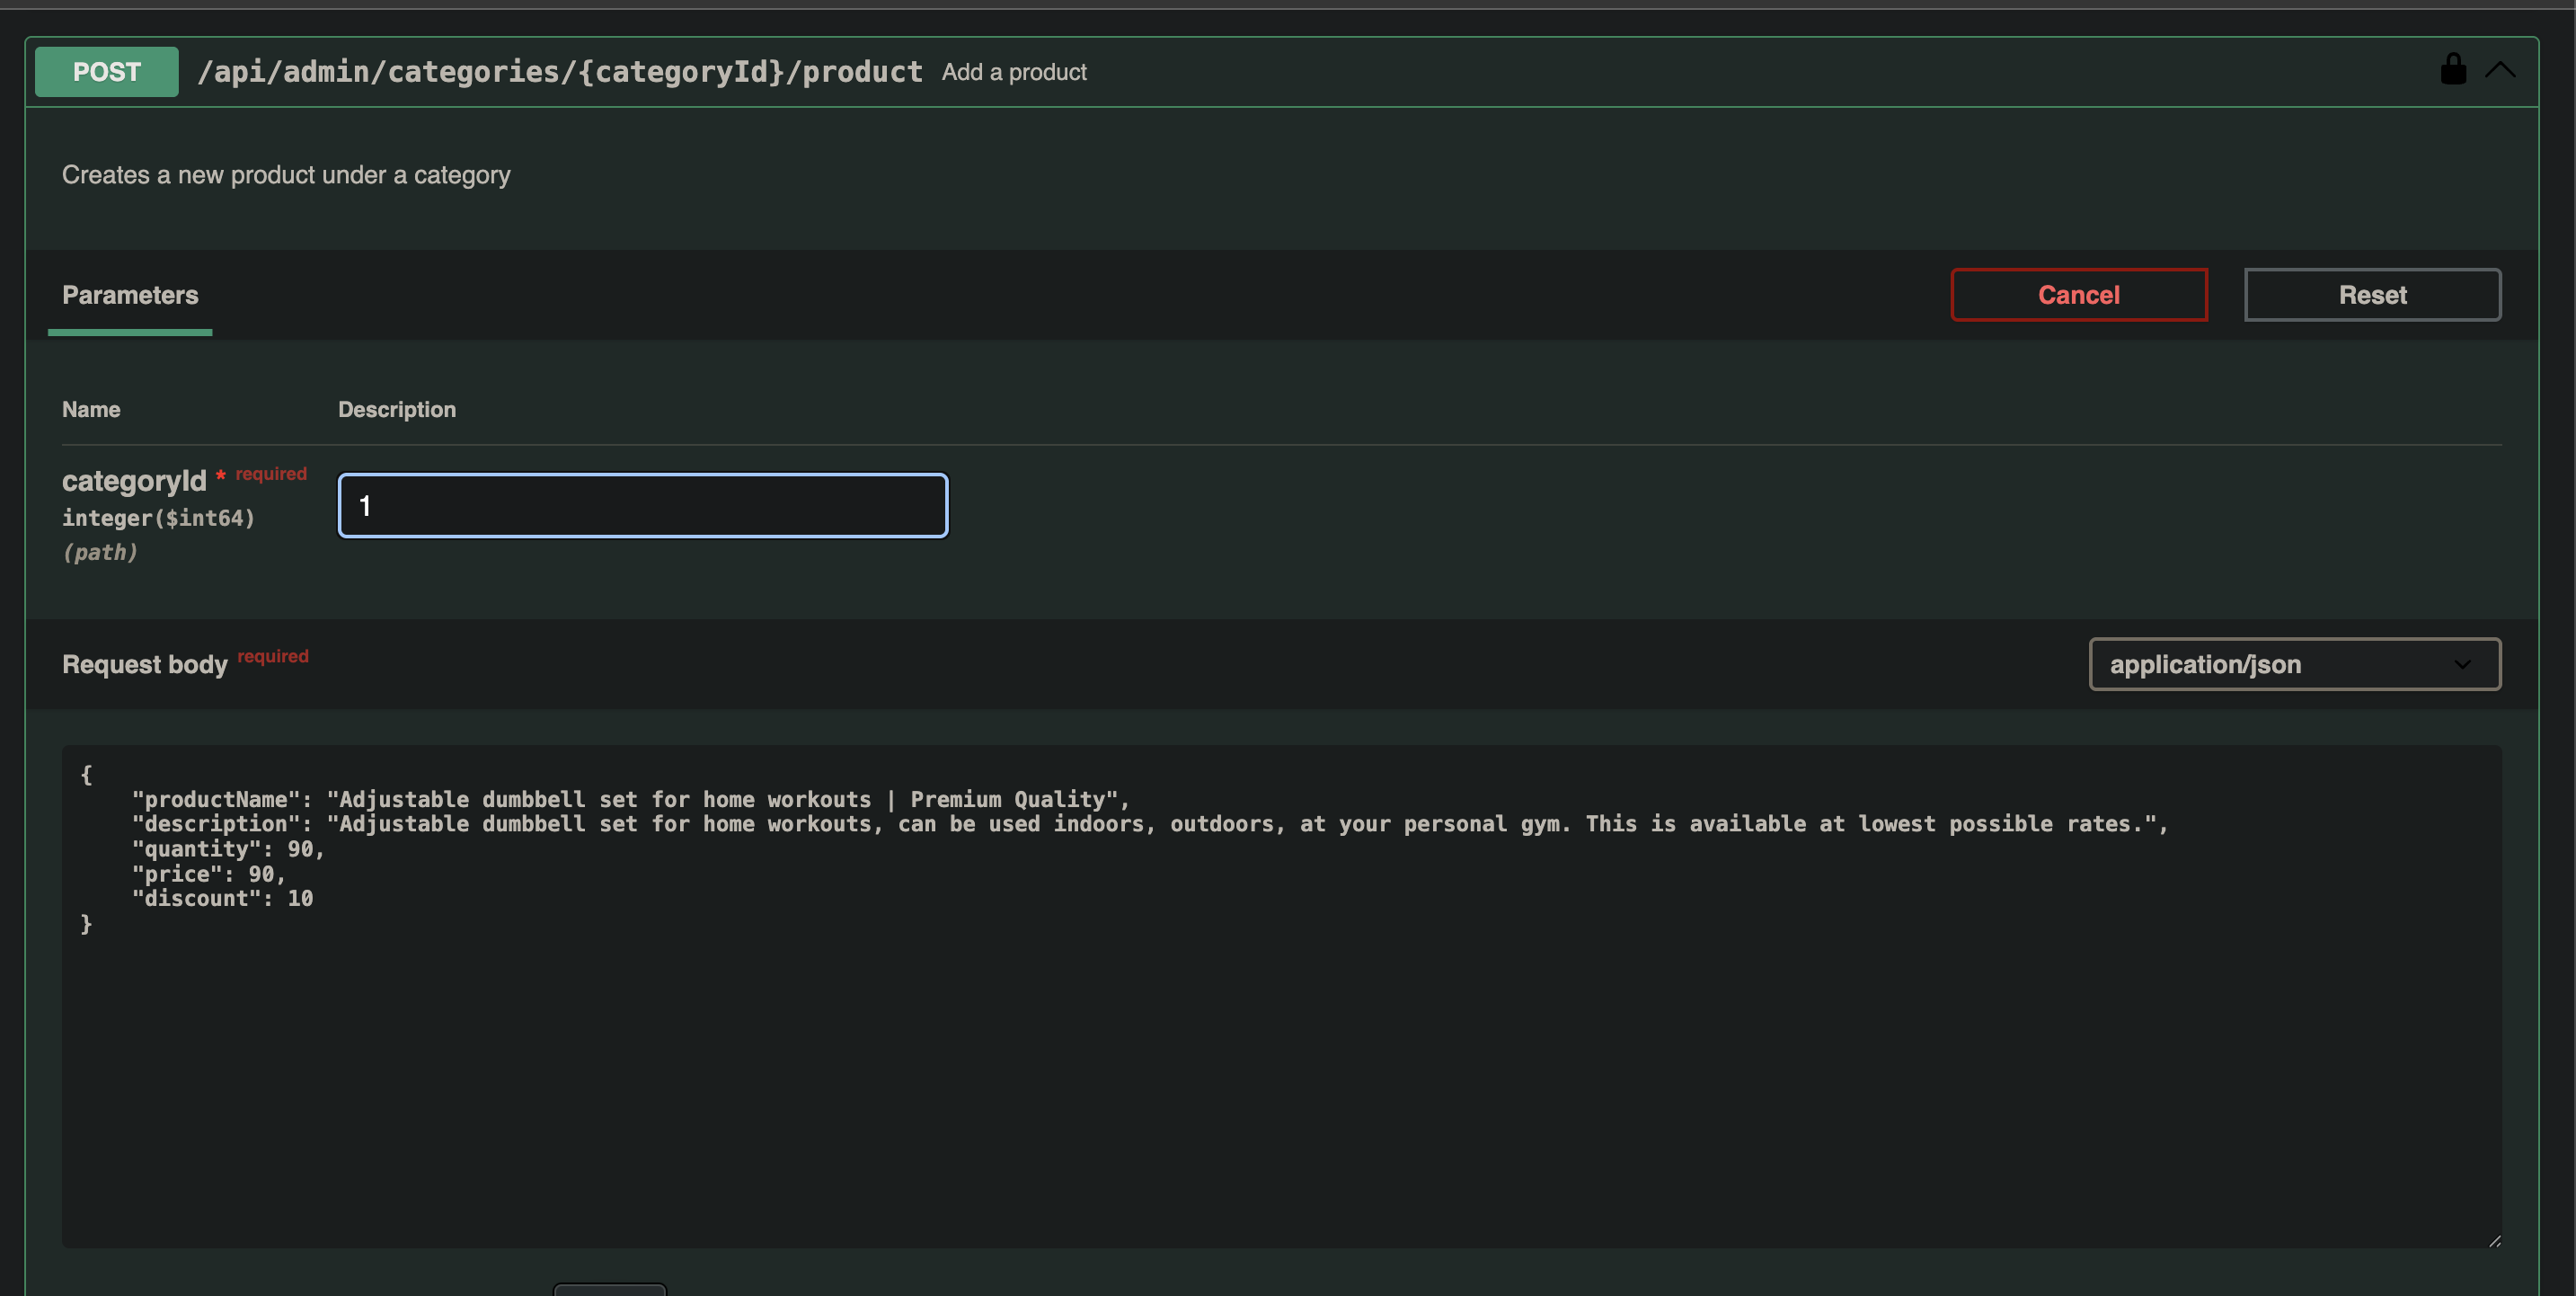 POST /api/admin/categories/{categoryId}/product Add a product
Creates a new product under a category
Parameters
Cancel
Reset
Name Description
categoryId * required
integer($int64)
(path)
1
Request body required
application/json
{
    "productName": "Adjustable dumbbell set for home workouts | Premium Quality",
    "description": "Adjustable dumbbell set for home workouts, can be used indoors, outdoors, at your personal gym. This is available at lowest possible rates.",
    "quantity": 90,
    "price": 90,
    "discount": 10
}